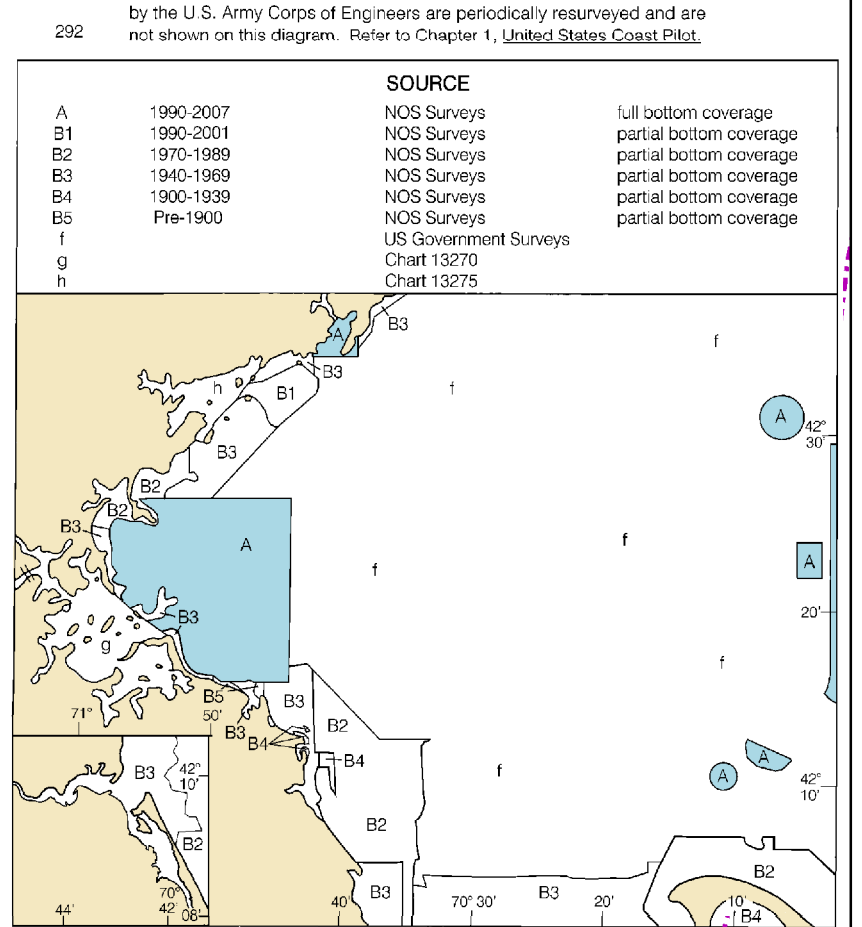 by the U.S. Army Corps of Engineers are periodically resurveyed and are
292
not shown on this diagram. Refer to Chapter 1, United States Coast Pilot.
SOURCE
A 1990-2007 NOS Surveys full bottom coverage
B1 1990-2001 NOS Surveys partial bottom coverage
B2 1970-1989 NOS Surveys partial bottom coverage
B3 1940-1969 NOS Surveys partial bottom coverage
B4 1900-1939 NOS Surveys partial bottom coverage
B5 Pre-1900 NOS Surveys partial bottom coverage
f US Government Surveys
g Chart 13270
h Chart 13275
A B3
f
B3
h B1 f
A
42°
30'
B3
B2
B2
B3
A f
f A
B3 20'
g
f
B5 B3
71° 50'
B3 B2
B4
B4 A
B3 42°
10'
f A 42°
10'
B2
B2
B2
70°
B3 B3
44' 42' 08' 40' 70° 30' 20' 10'
B4